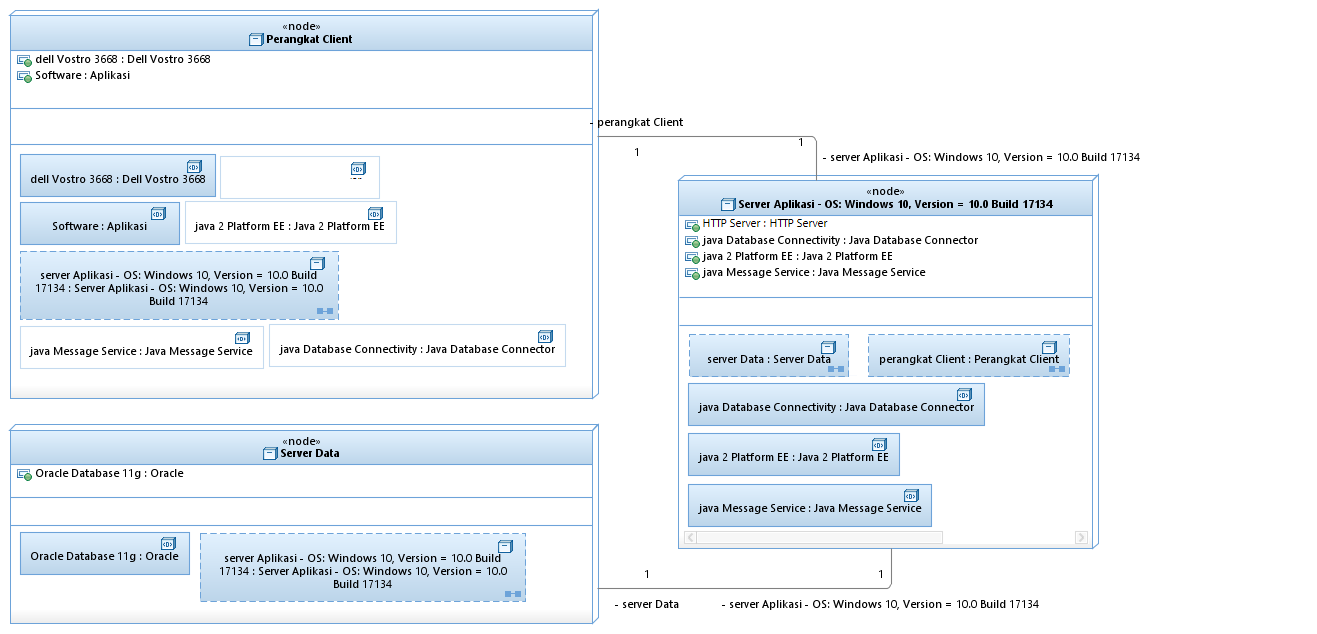 «node»
Perangkat Client
dell Vostro 3668 : Dell Vostro 3668
Software : Aplikasi
dell Vostro 3668 : Dell Vostro 3668
Software : Aplikasi
java 2 Platform EE : Java 2 Platform EE
server Aplikasi - OS: Windows 10, Version = 10.0 Build
17134 : Server Aplikasi - OS: Windows 10, Version = 10.0
Build 17134
java Message Service : Java Message Service
java Database Connectivity : Java Database Connector
- perangkat Client
1
1
- server Aplikasi - OS: Windows 10, Version = 10.0 Build 17134
«node»
Server Aplikasi - OS: Windows 10, Version = 10.0 Build 17134
HTTP Server : HTTP Server
java Database Connectivity : Java Database Connector
java 2 Platform EE : Java 2 Platform EE
java Message Service : Java Message Service
server Data : Server Data
perangkat Client : Perangkat Client
java Database Connectivity : Java Database Connector
java 2 Platform EE : Java 2 Platform EE
java Message Service : Java Message Service
«node»
Server Data
Oracle Database 11g : Oracle
Oracle Database 11g : Oracle
server Aplikasi - OS: Windows 10, Version = 10.0 Build
17134 : Server Aplikasi - OS: Windows 10, Version = 10.0
Build 17134
1
1
- server Data
- server Aplikasi - OS: Windows 10, Version = 10.0 Build 17134